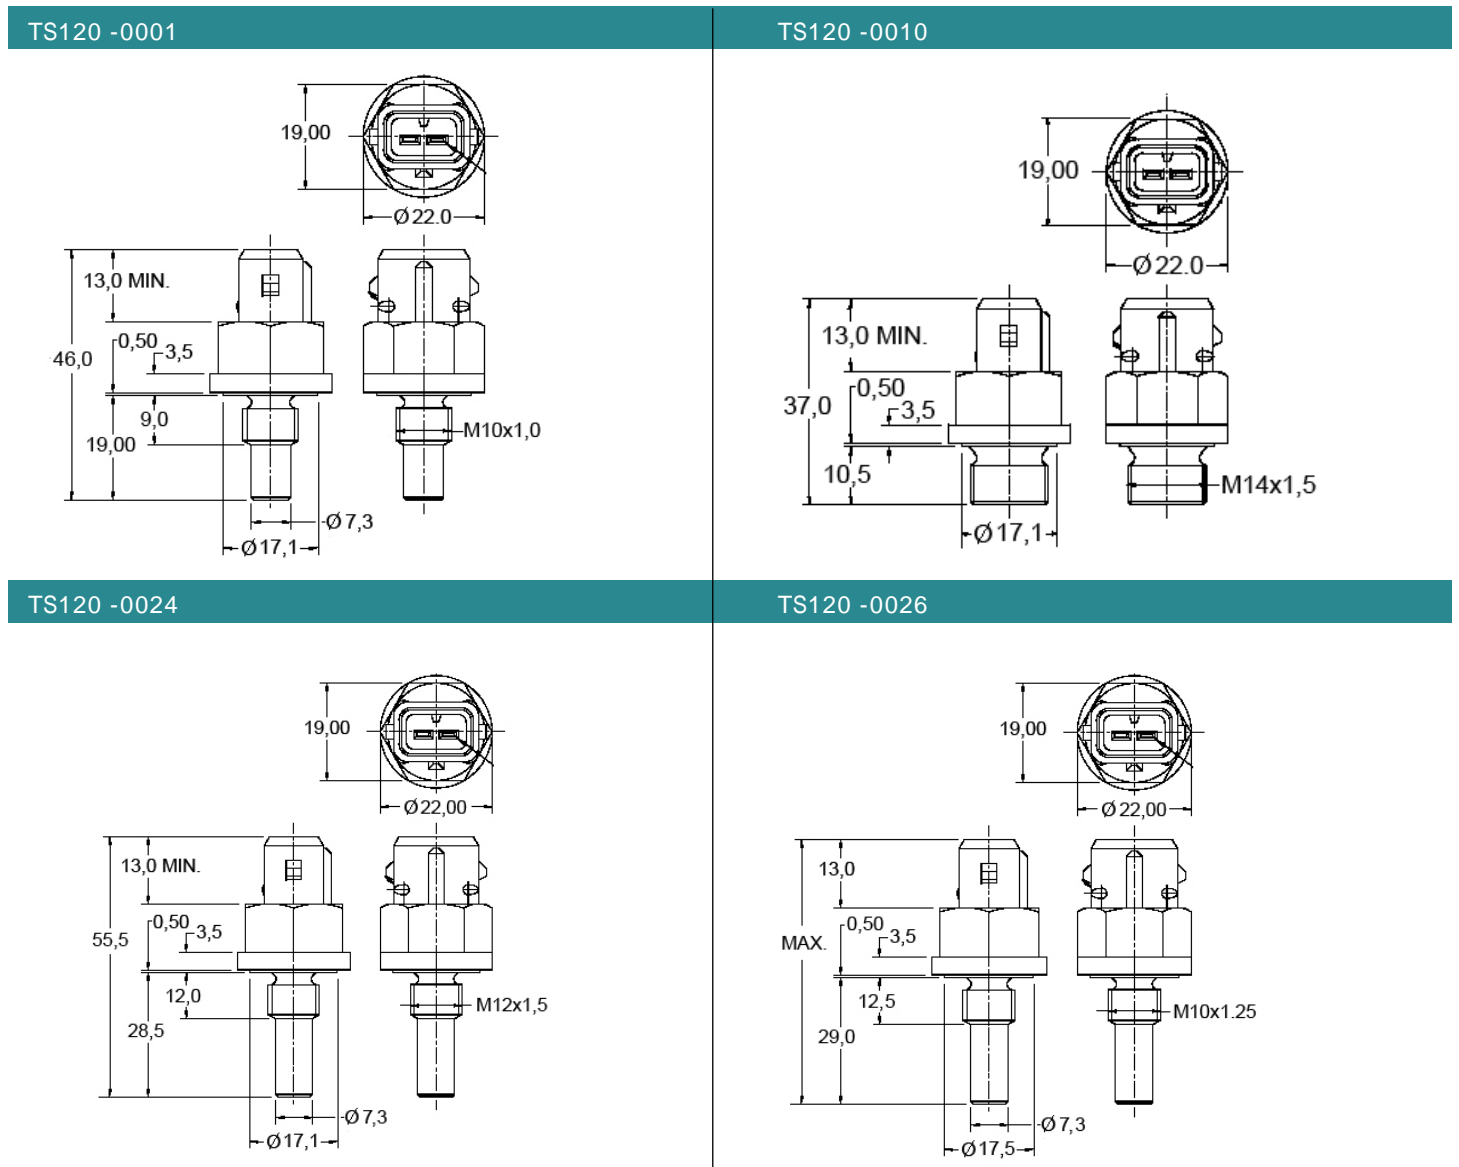 TS120 -0001
19,00
Ø22.0
13,0 MIN.
0,50
3,5
46,0
9,0
M10x1,0
19,00
Ø7,3
Ø17,1
TS120 -0010
19,00
Ø22.0
13,0 MIN.
0,50
3,5
37,0
10,5
M14x1,5
Ø17,1
TS120 -0024
19,00
Ø22,00
13,0 MIN.
0,50
3,5
55,5
12,0
M12x1,5
28,5
Ø7,3
Ø17,1
TS120 -0026
19,00
Ø22,00
13,0
0,50
3,5
MAX.
12,5
M10x1.25
29,0
Ø7,3
Ø17,5